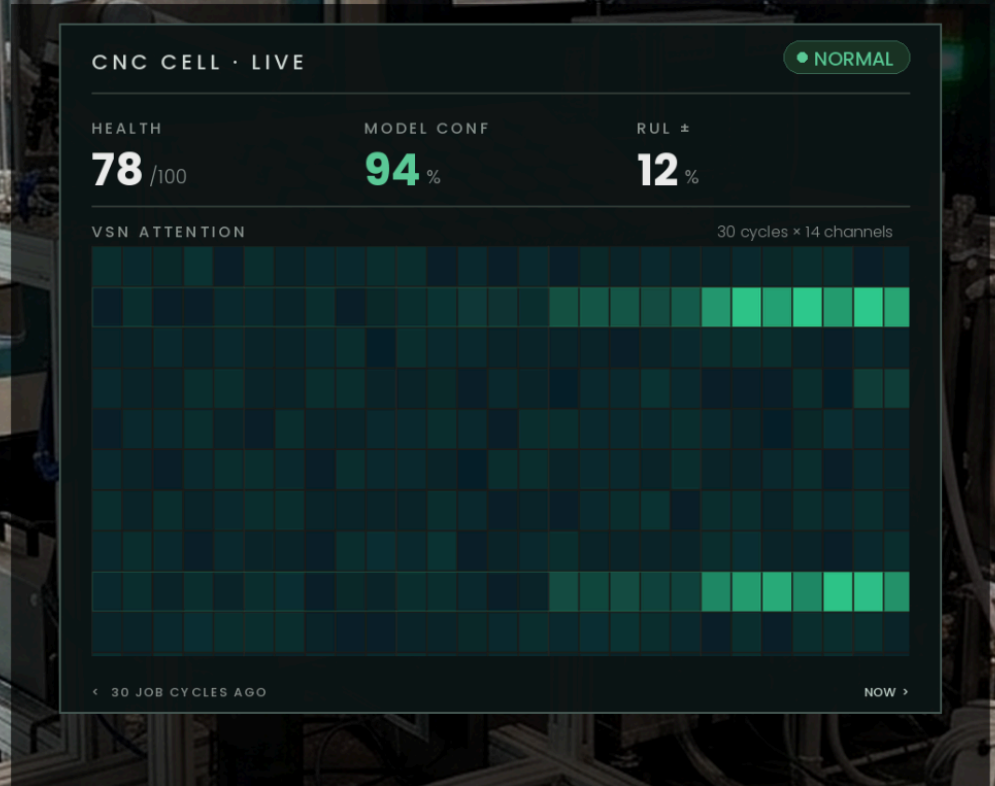 CNC CELL · LIVE
NORMAL
HEALTH
MODEL CONF
RUL ±
78 /100
94 %
12 %
VSN ATTENTION
30 cycles × 14 channels
‹ 30 JOB CYCLES AGO
NOW ›